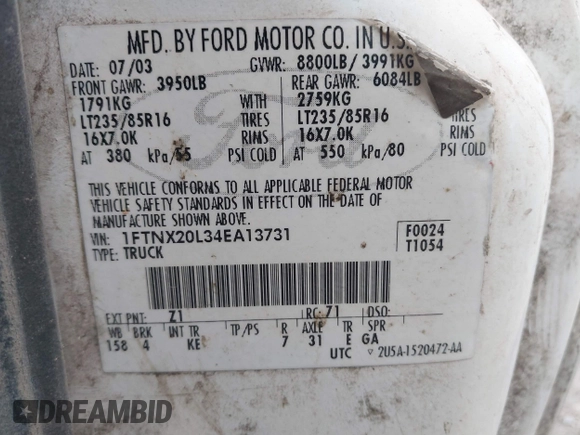 MFD. BY FORD MOTOR CO. IN U.S.
DATE: 07/03 GVWR: 8800LB/ 3991KG
FRONT GAWR: 3950LB REAR GAWR: 6084LB
1791KG WITH 2759KG
LT235/85R16 TIRES LT235/85R16 TIRES
16X7.0K RIMS 16X7.0K RIMS
AT 380 kPa/55 PSI COLD AT 550 kPa/80 PSI COLD
Ford
THIS VEHICLE CONFORMS TO ALL APPLICABLE FEDERAL MOTOR
VEHICLE SAFETY STANDARDS IN EFFECT ON THE DATE OF
MANUFACTURE SHOWN ABOVE.
VIN: 1FTNX20L34EA13731 F0024
TYPE: TRUCK T1054
EXT PNT: Z1 RC: 71 DSO:
WB BRK INT TR TP/PS R AXLE TR SPR
158 4 KE 7 31 E GA
UTC ▽ 2U5A-1520472-AA
DREAMBID